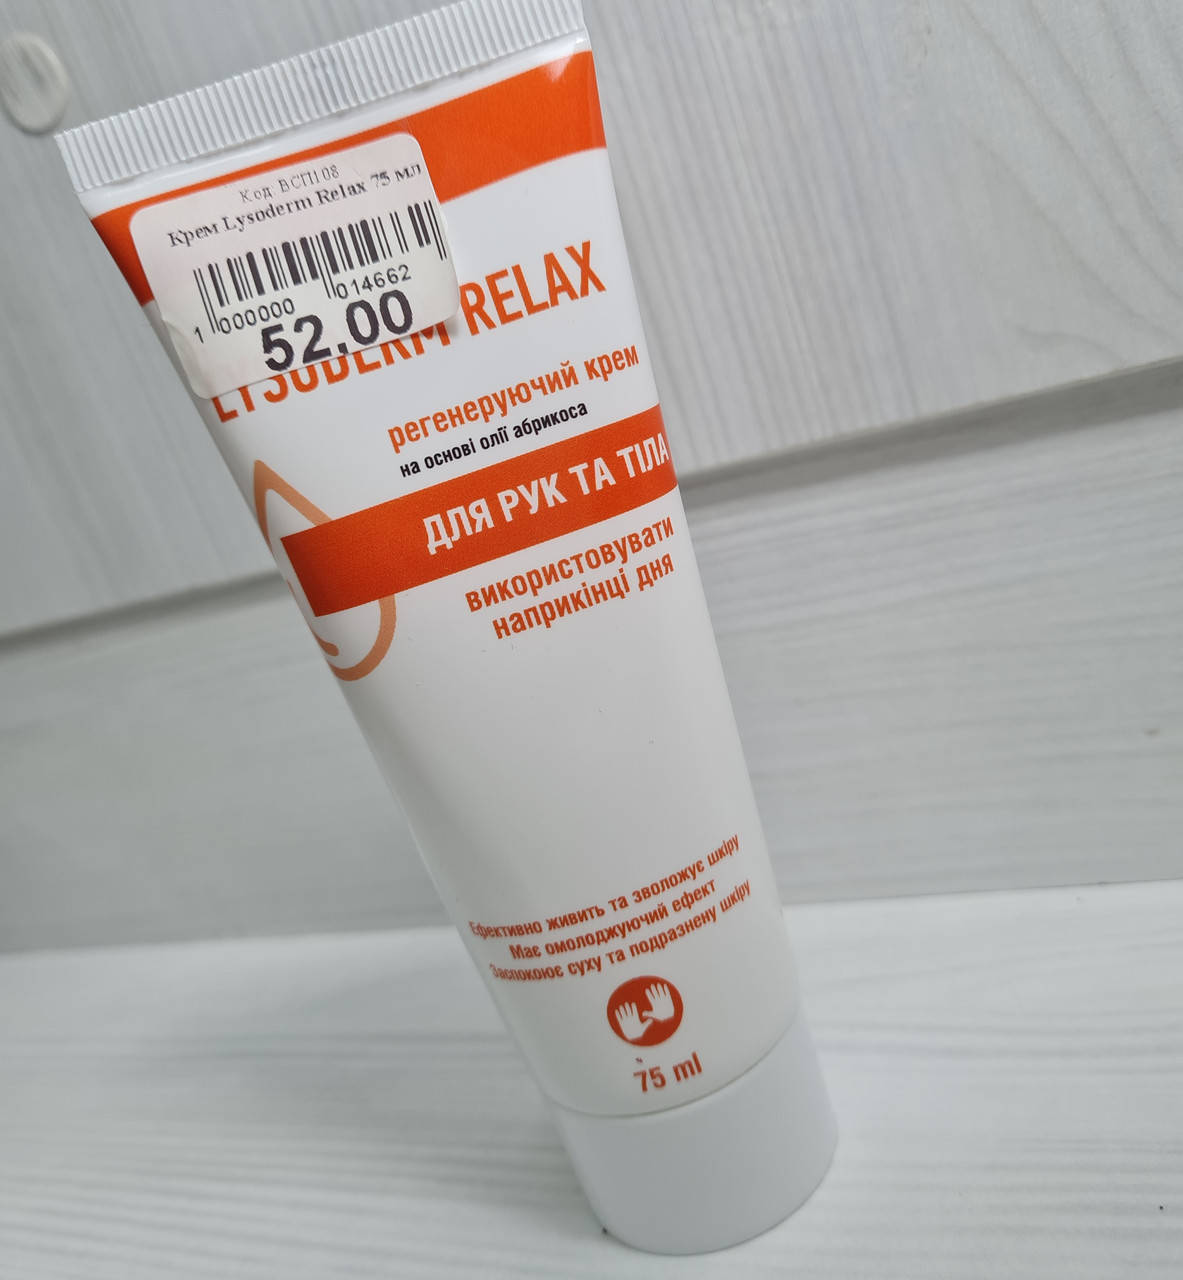 Код: ВСП108
Крем Lysoderm Relax 75 мл
1 000000 014662
52.00
LYSODERM RELAX
регенеруючий крем
на основі олії абрикоса
ДЛЯ РУК ТА ТІЛА
використовувати
наприкінці дня
Ефективно живить та зволожує шкіру
Має омолоджуючий ефект
Заспокоює суху та подразнену шкіру
75 ml